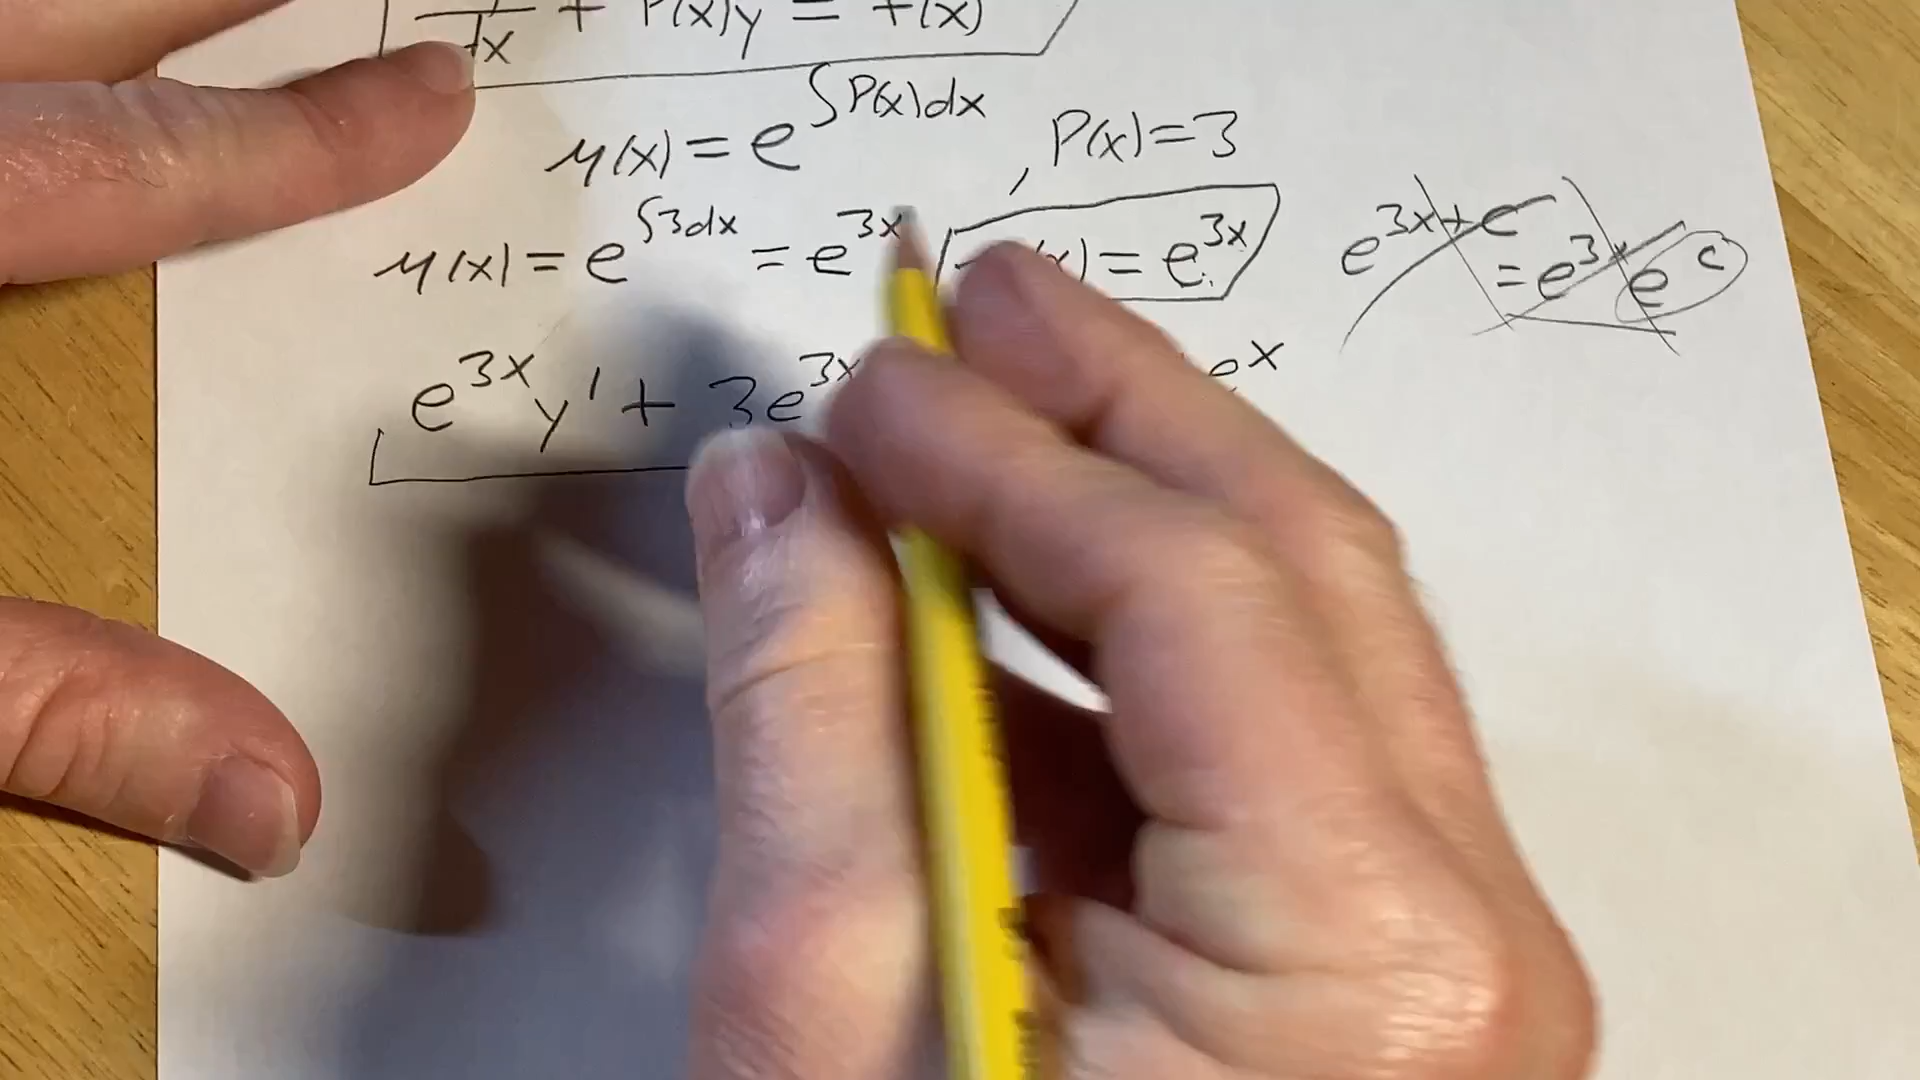 dx + P(x)y = f(x)
μ(x) = e^∫P(x)dx , P(x) = 3
μ(x) = e^∫3dx = e^3x (x) = e^3x e^3x+c
= e^3x e^c
e^3x y' + 3e^3x e^x